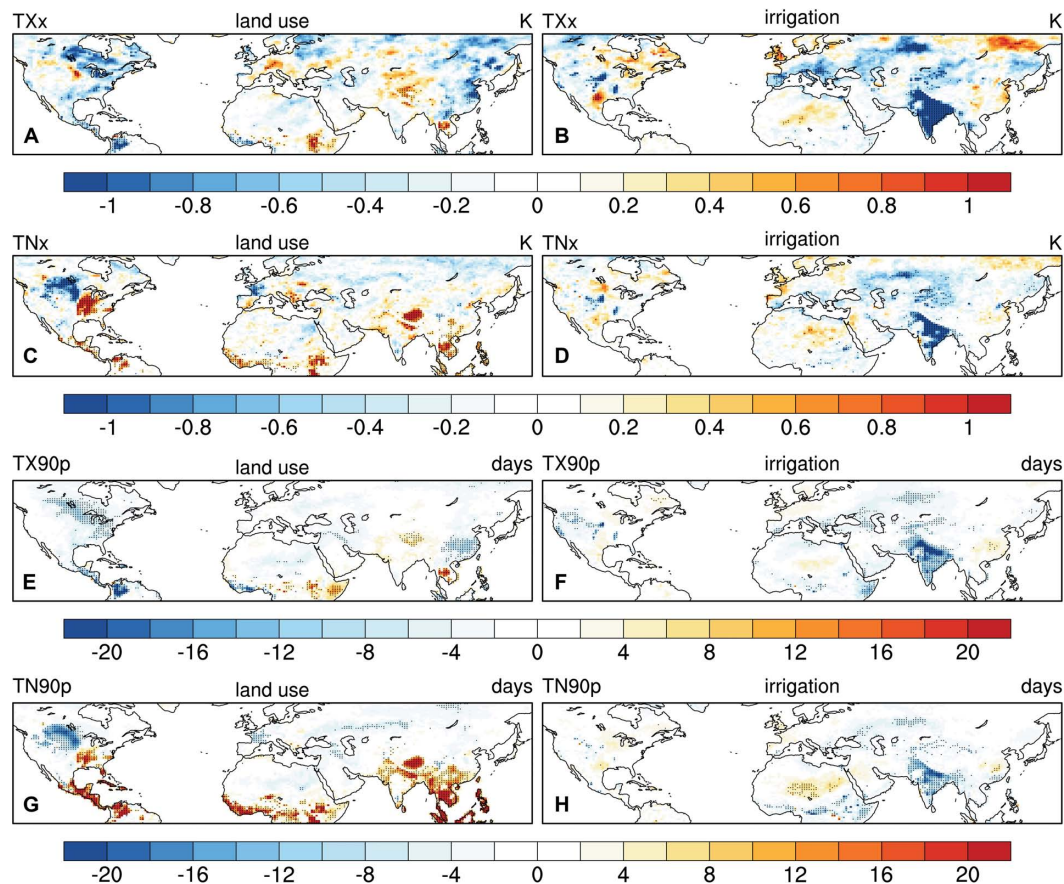 TXx land use K TXx irrigation K
A B
-1 -0.8 -0.6 -0.4 -0.2 0 0.2 0.4 0.6 0.8 1
TNx land use K TNx irrigation K
C D
-1 -0.8 -0.6 -0.4 -0.2 0 0.2 0.4 0.6 0.8 1
TX90p land use days TX90p irrigation days
E F
-20 -16 -12 -8 -4 0 4 8 12 16 20
TN90p land use days TN90p irrigation days
G H
-20 -16 -12 -8 -4 0 4 8 12 16 20